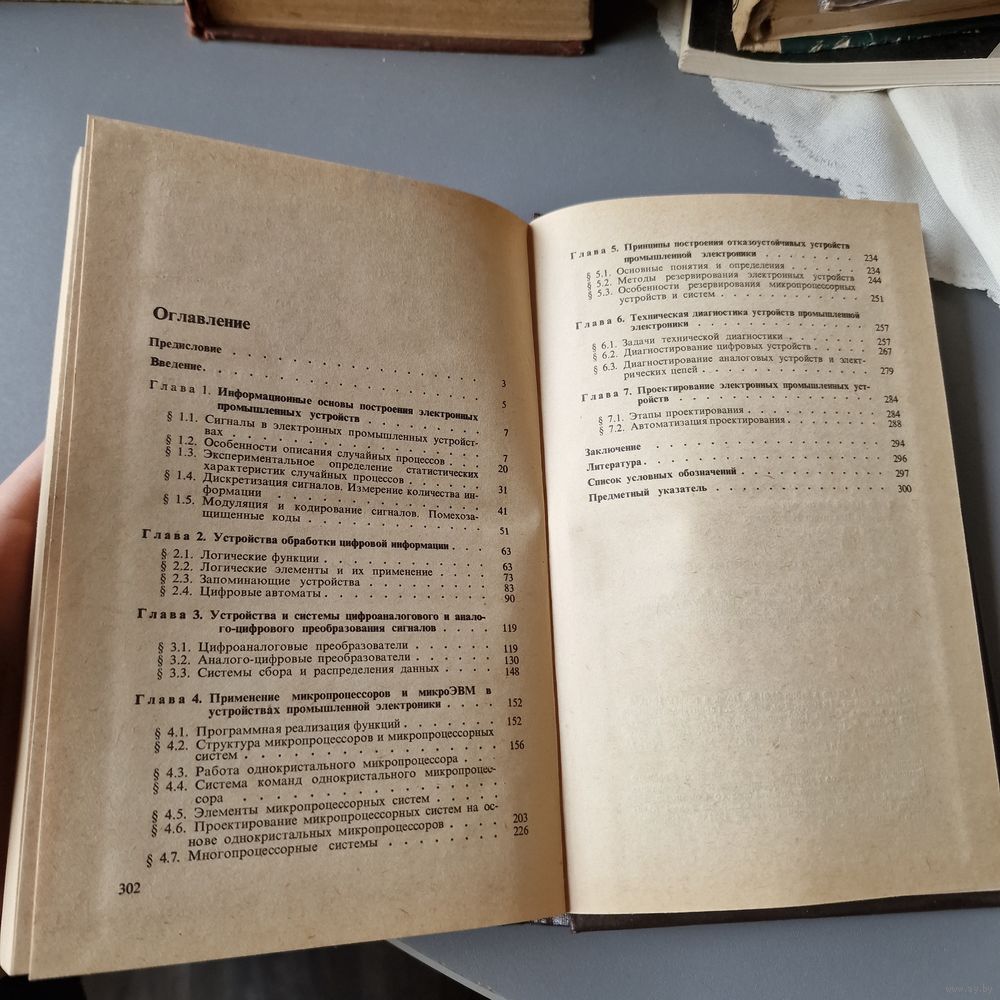 Оглавление
Предисловие . . . . . . . . . . 3
Введение. . . . . . . . . . . 5
Глава 1. Информационные основы построения электронных
промышленных устройств . . . . . . 7
§ 1.1. Сигналы в электронных промышленных устройст-
вах . . . . . . . . . . 7
§ 1.2. Особенности описания случайных процессов . . . 20
§ 1.3. Экспериментальное определение статистических
характеристик случайных процессов . . . . . 31
§ 1.4. Дискретизация сигналов. Измерение количества ин-
формации . . . . . . . . . 41
§ 1.5. Модуляция и кодирование сигналов. Помехоза-
щищенные коды . . . . . . . . 51
Глава 2. Устройства обработки цифровой информации . . . 63
§ 2.1. Логические функции . . . . . . . 63
§ 2.2. Логические элементы и их применение . . . . 73
§ 2.3. Запоминающие устройства . . . . . . 83
§ 2.4. Цифровые автоматы . . . . . . . 90
Глава 3. Устройства и системы цифроаналогового и анало-
го-цифрового преобразования сигналов . . . . 119
§ 3.1. Цифроаналоговые преобразователи . . . . . 119
§ 3.2. Аналого-цифровые преобразователи . . . . . 130
§ 3.3. Системы сбора и распределения данных . . . . 148
Глава 4. Применение микропроцессоров и микроЭВМ в
устройствах промышленной электроники . . . . 152
§ 4.1. Программная реализация функций . . . . . 152
§ 4.2. Структура микропроцессоров и микропроцессорных
систем . . . . . . . . . . 156
§ 4.3. Работа однокристального микропроцессора . . .
§ 4.4. Система команд однокристального микропроцес-
сора . . . . . . . . . .
§ 4.5. Элементы микропроцессорных систем . . . .
§ 4.6. Проектирование микропроцессорных систем на ос-
нове однокристальных микропроцессоров . . . . 203
§ 4.7. Многопроцессорные системы . . . . . . 226
302
Глава 5. Принципы построения отказоустойчивых устройств
промышленной электроники . . . . . . 234
§ 5.1. Основные понятия и определения . . . . . 234
§ 5.2. Методы резервирования электронных устройств 244
§ 5.3. Особенности резервирования микропроцессорных
устройств и систем . . . . . . . 251
Глава 6. Техническая диагностика устройств промышленной
электроники . . . . . . . . . 257
§ 6.1. Задачи технической диагностики . . . . . 257
§ 6.2. Диагностирование цифровых устройств . . . . 267
§ 6.3. Диагностирование аналоговых устройств и элект-
рических цепей . . . . . . . . 279
Глава 7. Проектирование электронных промышленных уст-
ройств . . . . . . . . . . 284
§ 7.1. Этапы проектирования . . . . . . . 284
§ 7.2. Автоматизация проектирования . . . . . 288
Заключение . . . . . . . . . . 294
Литература . . . . . . . . . . 296
Список условных обозначений . . . . . . . 297
Предметный указатель . . . . . . . . 300
www.ay.by